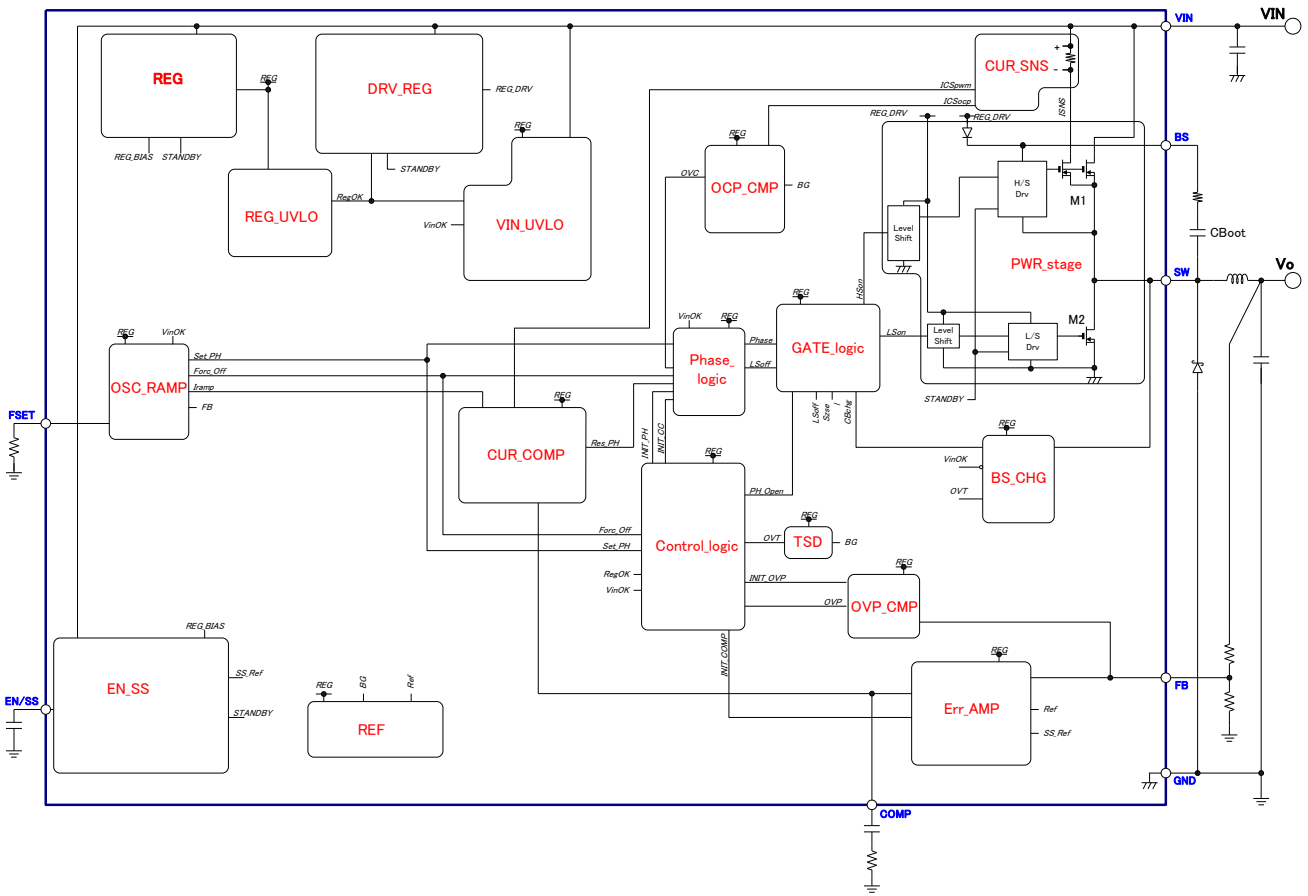 VIN
VIN
REG
REG
REG_BIAS
STANDBY
REG_UVLO
RegOK
DRV_REG
REG_DRV
STANDBY
REG
VIN_UVLO
VinOK
CUR_SNS
+
-
ICSpwm
ICSocp
ISNS
REG
OVC
OCP_CMP
BG
REG_DRV
REG_DRV
BS
H/S
Drv
M1
Level
Shift
PWR_stage
CBoot
SW
Vo
HSon
M2
Level
Shift
L/S
Drv
LSon
STANDBY
REG
VinOK
OSC_RAMP
Set_PH
Forc_Off
Iramp
FB
FSET
VinOK
REG
Phase_
logic
Phase
LSoff
REG
GATE_logic
LSoff
Szse
/
CBchg
REG
CUR_COMP
Res_PH
INIT_PH
INIT_CC
REG
Control_logic
PH_Open
Forc_Off
Set_PH
RegOK
VinOK
OVT
REG
TSD
BG
INIT_OVP
OVP
REG
OVP_CMP
INIT_COMP
REG
BS_CHG
VinOK
OVT
REG_BIAS
EN_SS
SS_Ref
STANDBY
EN/SS
REG
BG
Ref
REF
REG
Err_AMP
Ref
SS_Ref
FB
GND
COMP